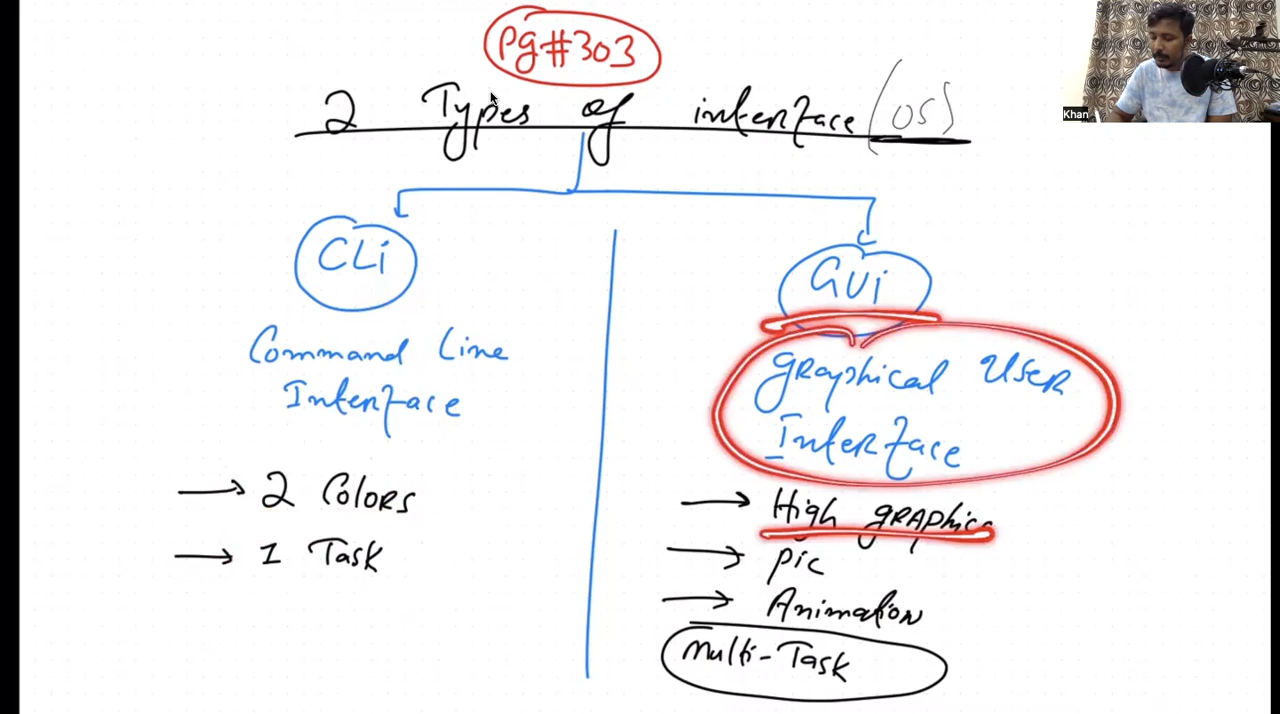 Pg#303
2 Types of interface (OS)
CLi
Command Line
Interface
→ 2 Colors
→ 1 Task
GUi
Graphical User
Interface
→ High graphics
→ Pic
→ Animation
Multi-Task
Khan